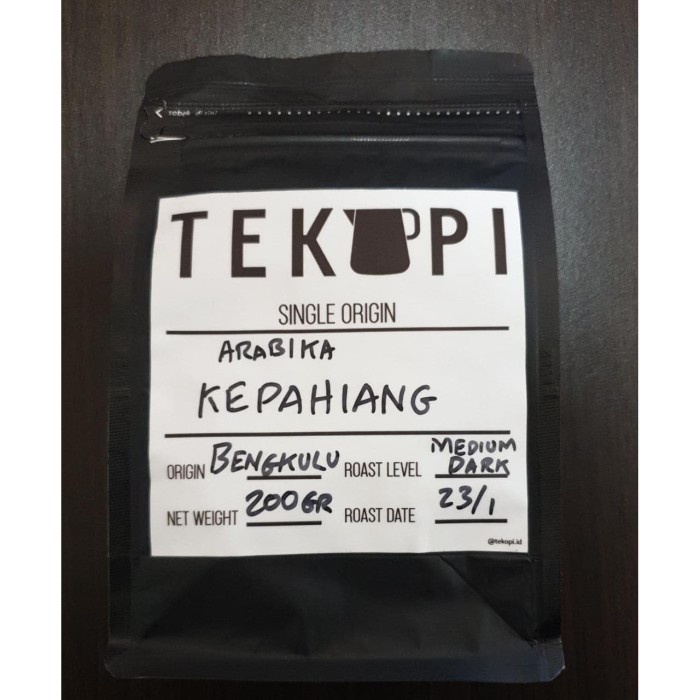 TEKOPI
SINGLE ORIGIN
ARABIKA
KEPAHIANG
ORIGIN BENGKULU
ROAST LEVEL MEDIUM DARK
NET WEIGHT 200GR
ROAST DATE 23/1
@tekopi.id